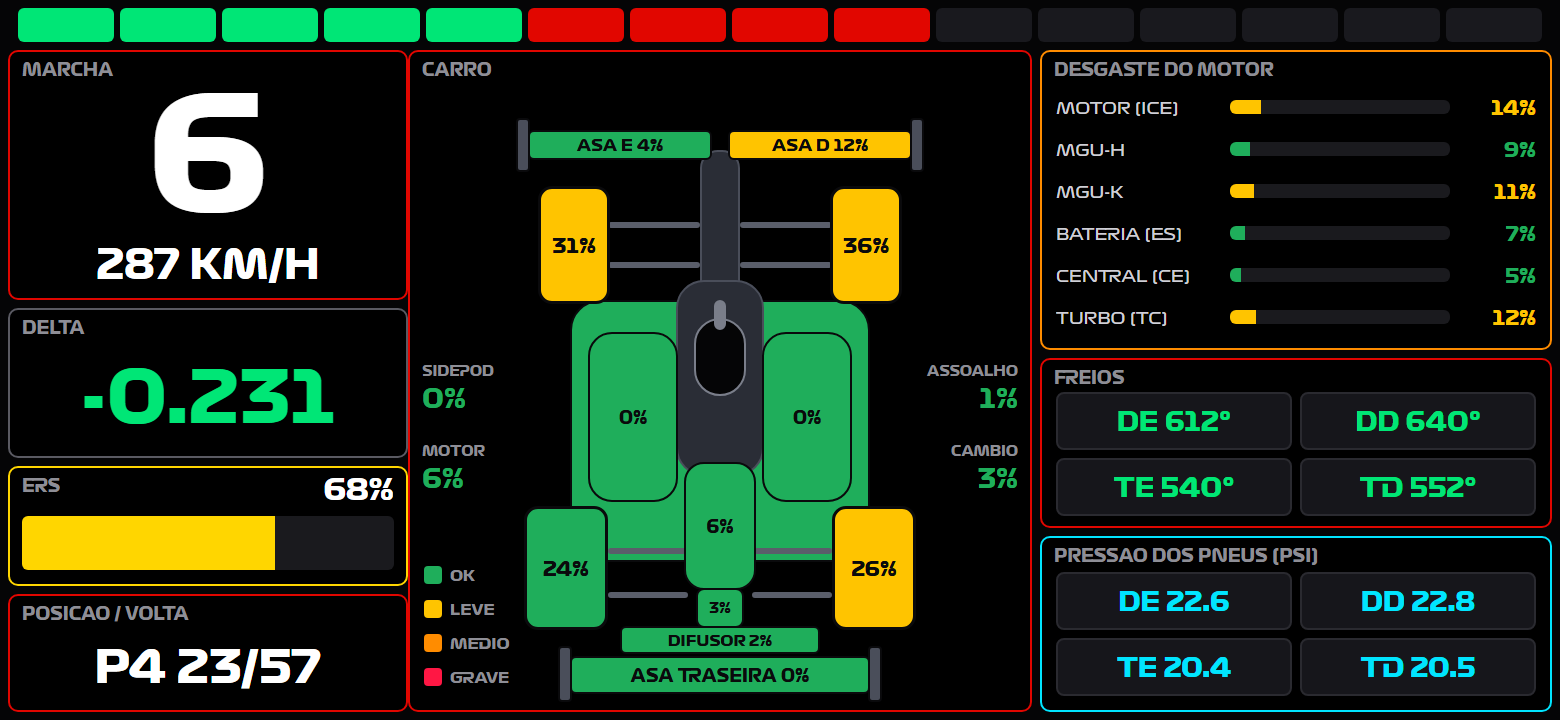 MARCHA
6
287 KM/H
DELTA
-0.231
ERS
68%
POSICAO / VOLTA
P4 23/57
CARRO
ASA E 4%
ASA D 12%
31%
36%
SIDEPOD
0%
ASSOALHO
1%
0%
0%
MOTOR
6%
CAMBIO
3%
6%
24%
26%
3%
DIFUSOR 2%
ASA TRASEIRA 0%
OK
LEVE
MEDIO
GRAVE
DESGASTE DO MOTOR
MOTOR (ICE) 14%
MGU-H 9%
MGU-K 11%
BATERIA (ES) 7%
CENTRAL (CE) 5%
TURBO (TC) 12%
FREIOS
DE 612° DD 640°
TE 540° TD 552°
PRESSAO DOS PNEUS (PSI)
DE 22.6 DD 22.8
TE 20.4 TD 20.5